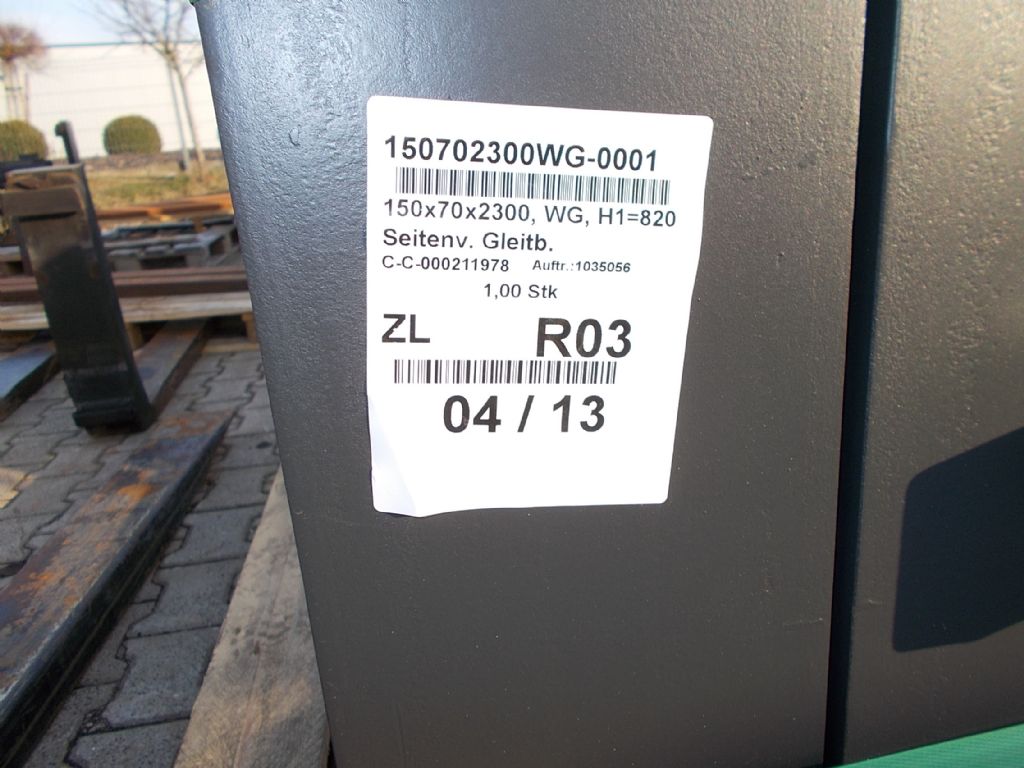 150702300WG-0001
150x70x2300, WG, H1=820
Seitenv. Gleitb.
C-C-000211978 Auftr.:1035056
1,00 Stk
ZL R03
04 / 13